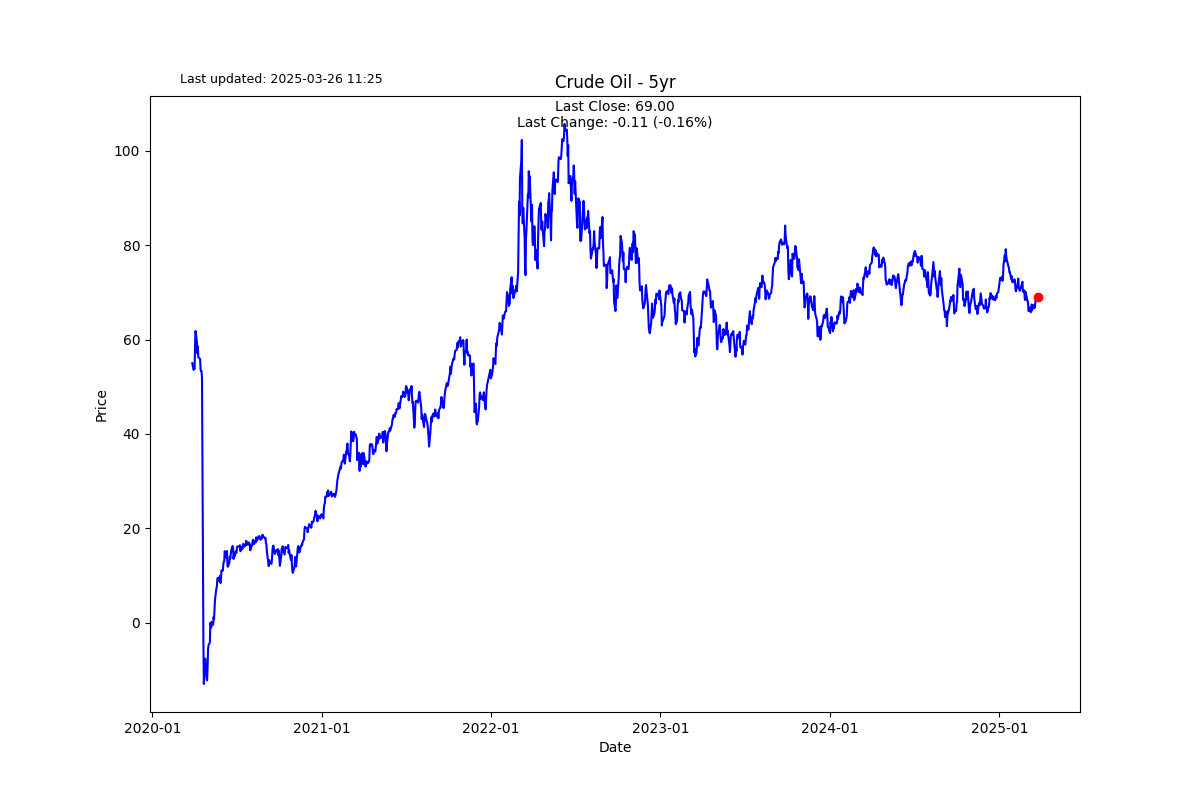 Last updated: 2025-03-26 11:25
Crude Oil - 5yr
Last Close: 69.00
Last Change: -0.11 (-0.16%)
100
80
60
40
20
0
Price
2020-01
2021-01
2022-01
2023-01
2024-01
2025-01
Date